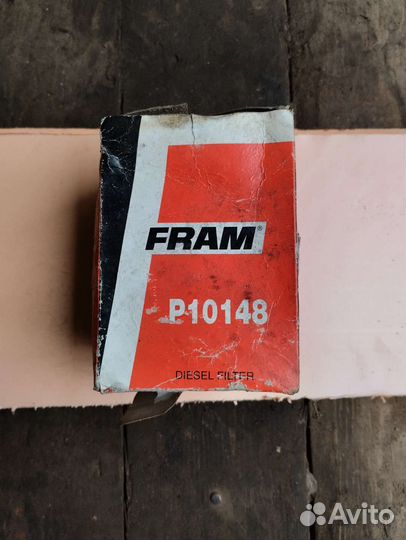 FRAM®
P10148
DIESEL FILTER
Avito